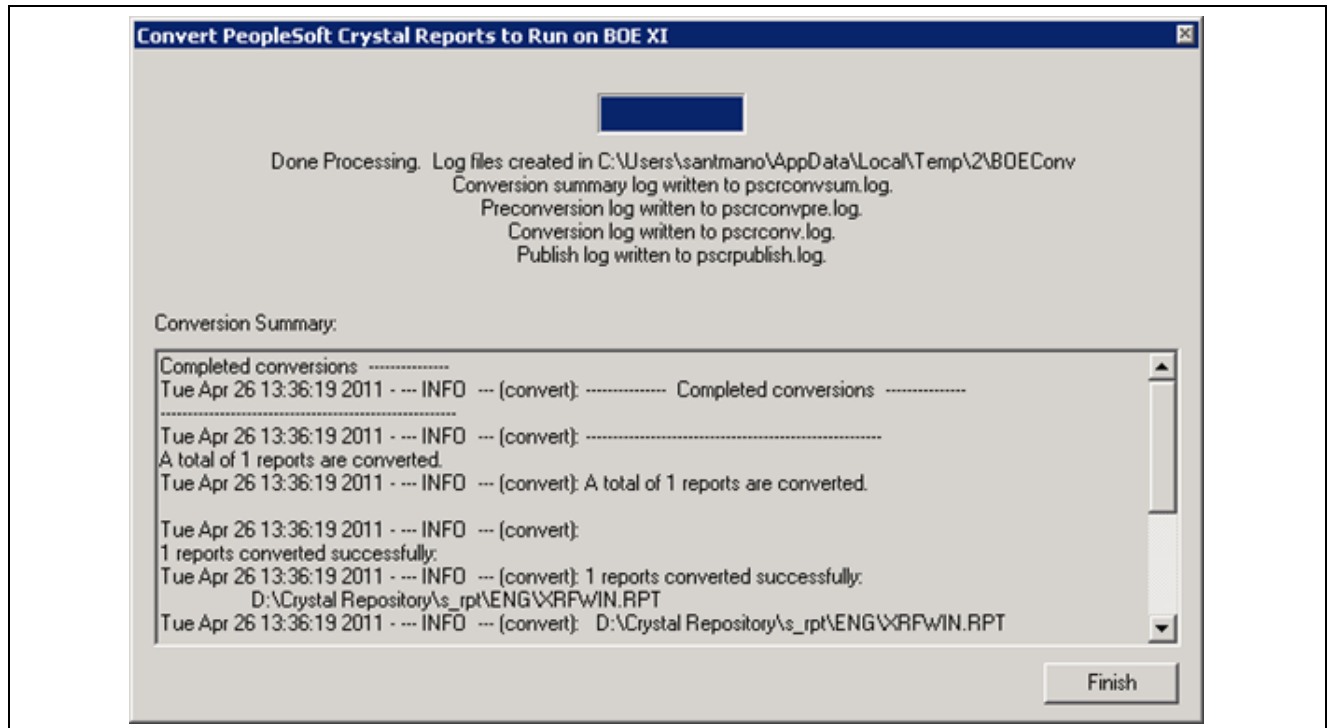 Convert PeopleSoft Crystal Reports to Run on BOE XI
Done Processing. Log files created in C:\Users\santmano\AppData\Local\Temp\2\BOEConv
Conversion summary log written to pscrconvsum.log.
Preconversion log written to pscrconvpre.log.
Conversion log written to pscrconv.log.
Publish log written to pscrpublish.log.
Conversion Summary:
Completed conversions ---------------
Tue Apr 26 13:36:19 2011 - --- INFO --- (convert): --------------- Completed conversions ---------------
-------------------------------------------------------
Tue Apr 26 13:36:19 2011 - --- INFO --- (convert): -------------------------------------------------------
A total of 1 reports are converted.
Tue Apr 26 13:36:19 2011 - --- INFO --- (convert): A total of 1 reports are converted.
Tue Apr 26 13:36:19 2011 - --- INFO --- (convert):
1 reports converted successfully:
Tue Apr 26 13:36:19 2011 - --- INFO --- (convert): 1 reports converted successfully:
D:\Crystal Repository\s_rpt\ENG\XRFWIN.RPT
Tue Apr 26 13:36:19 2011 - --- INFO --- (convert): D:\Crystal Repository\s_rpt\ENG\XRFWIN.RPT
Finish